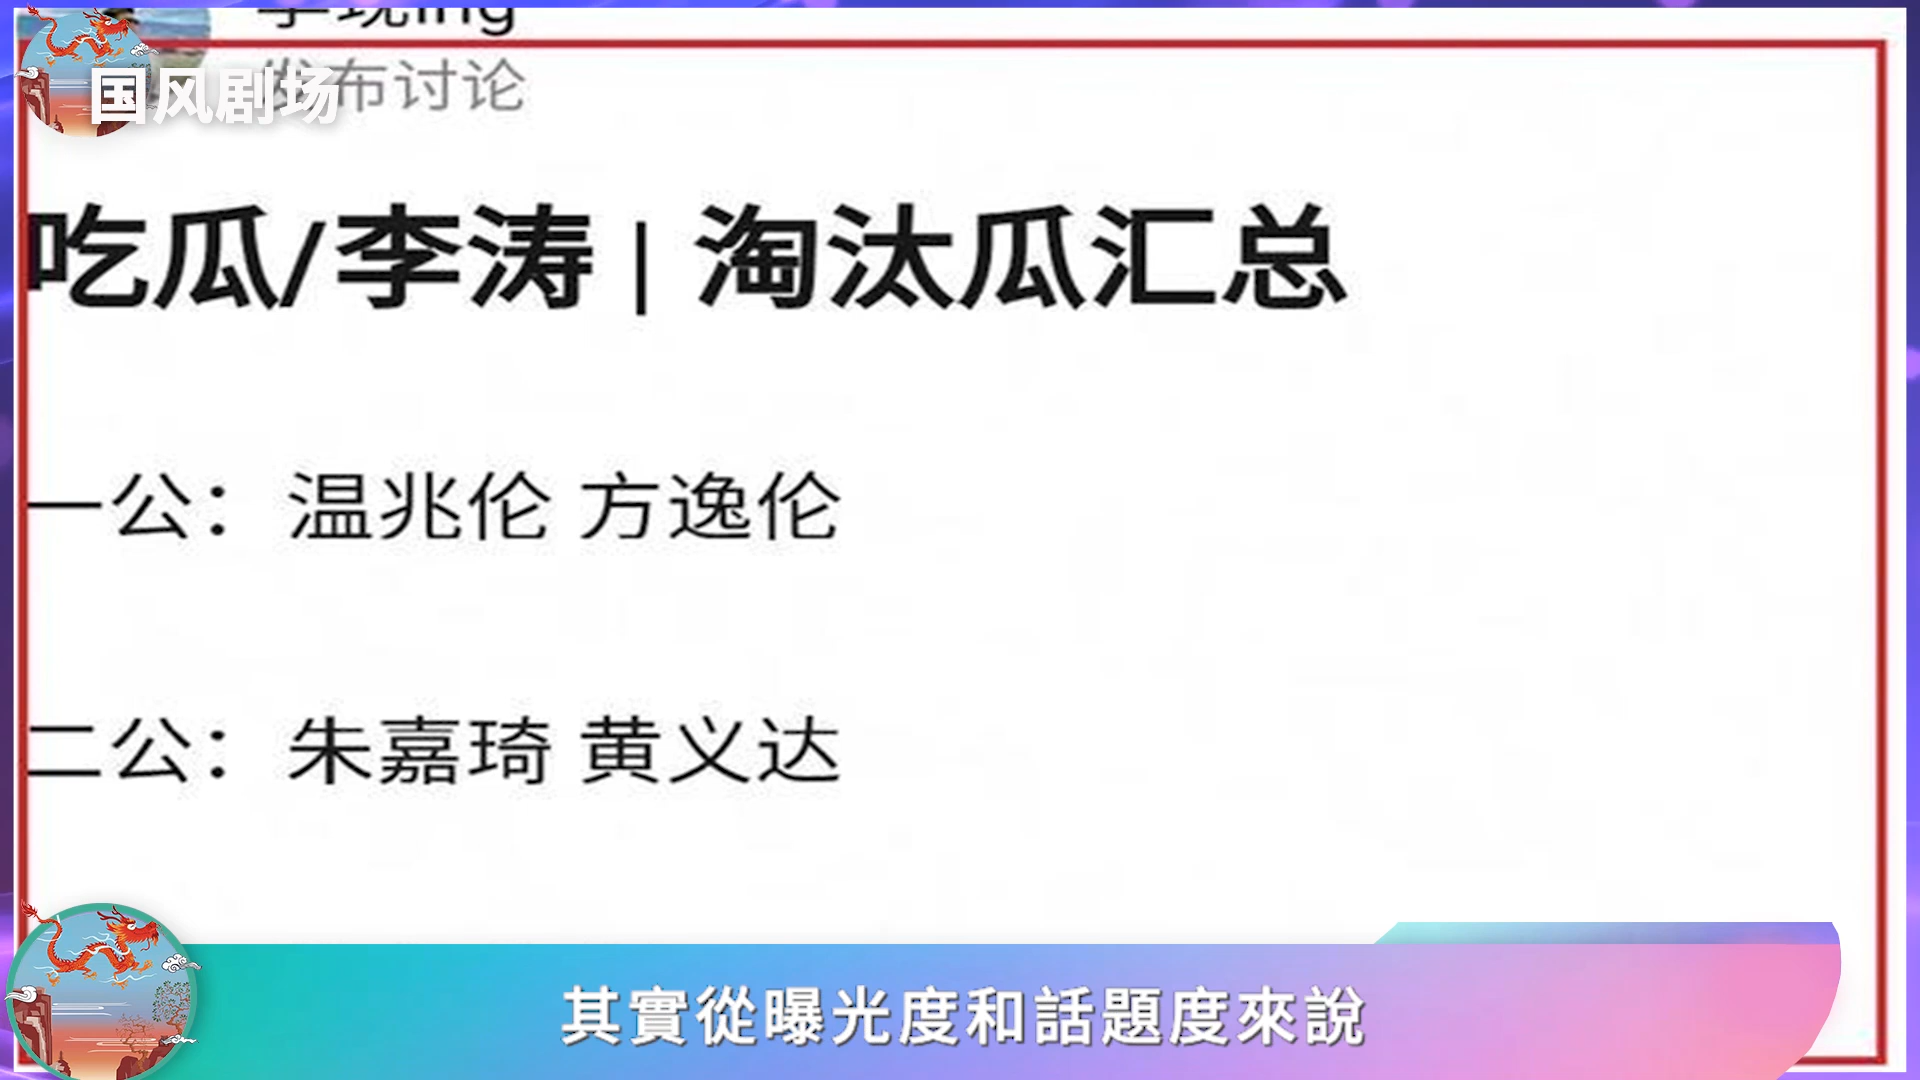 国风剧场
布讨论
吃瓜/李涛 | 淘汰瓜汇总
一公：温兆伦 方逸伦
二公：朱嘉琦 黄义达
其實從曝光度和話題度來說